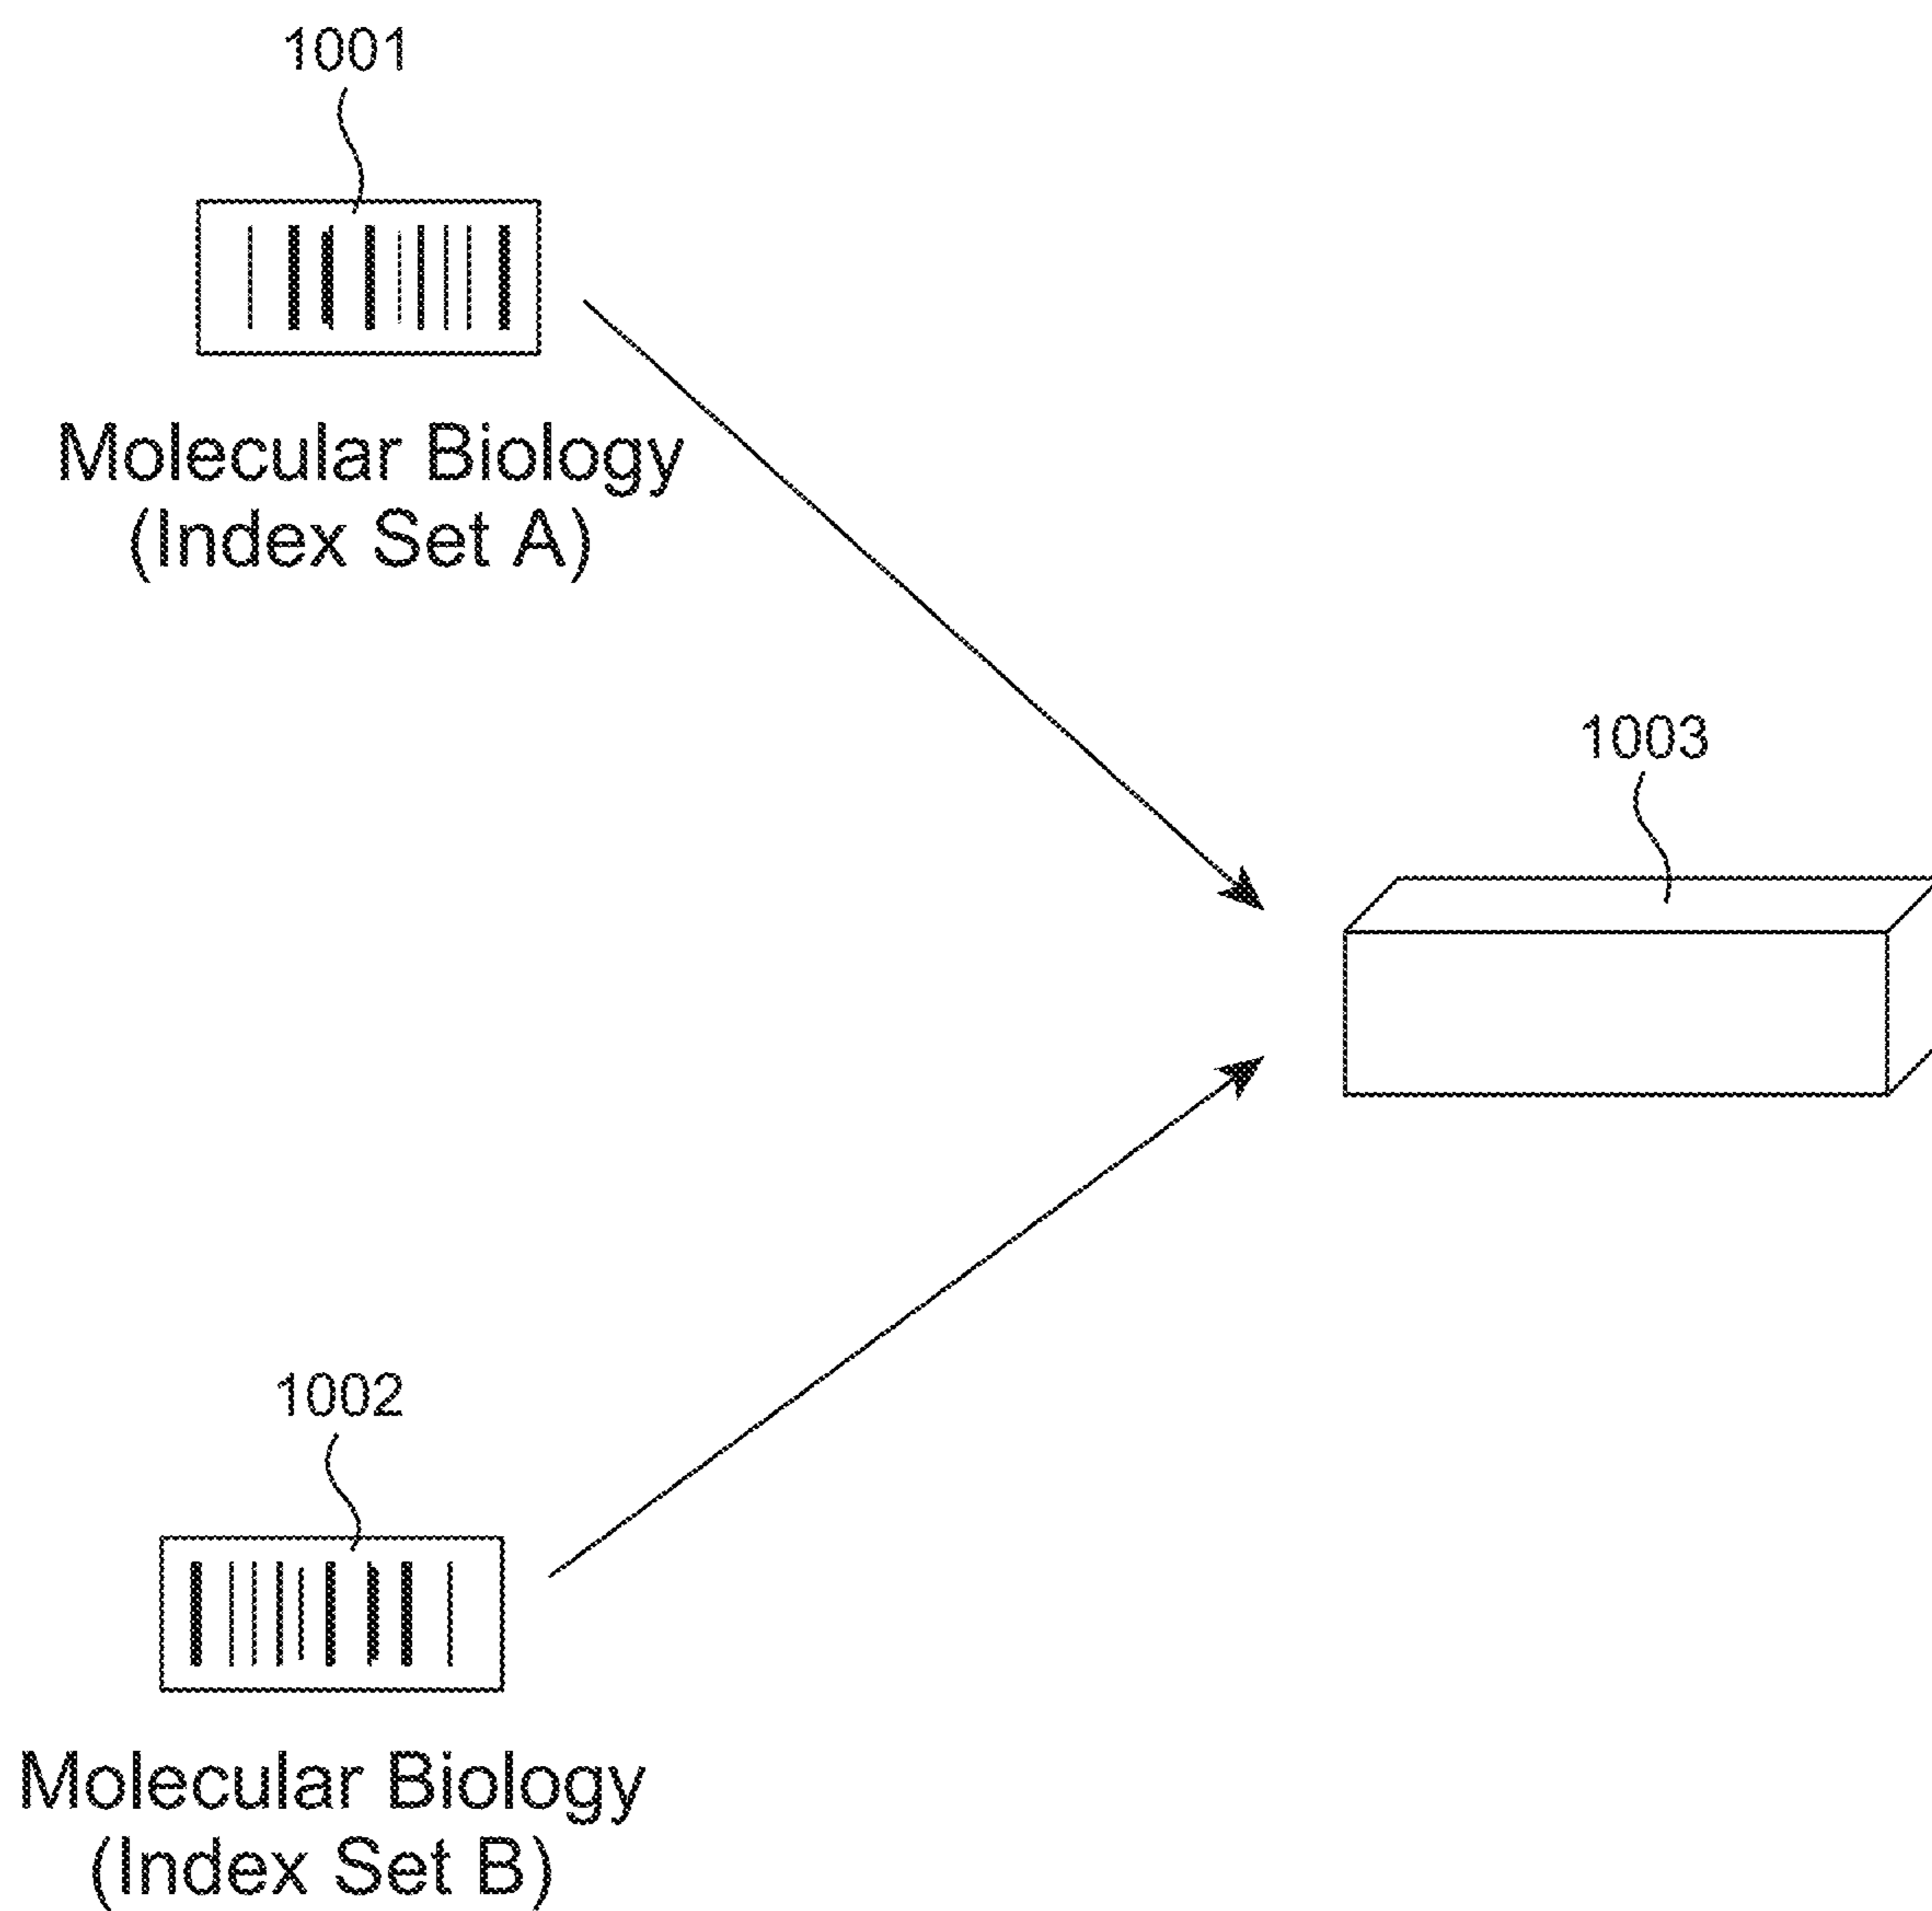 1001
Molecular Biology
(Index Set A)
1003
1002
Molecular Biology
(Index Set B)